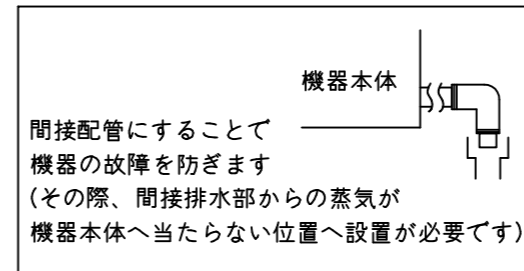 機器本体
間接配管にすることで
機器の故障を防ぎます
(その際、間接排水部からの蒸気が
機器本体へ当たらない位置へ設置が必要です)